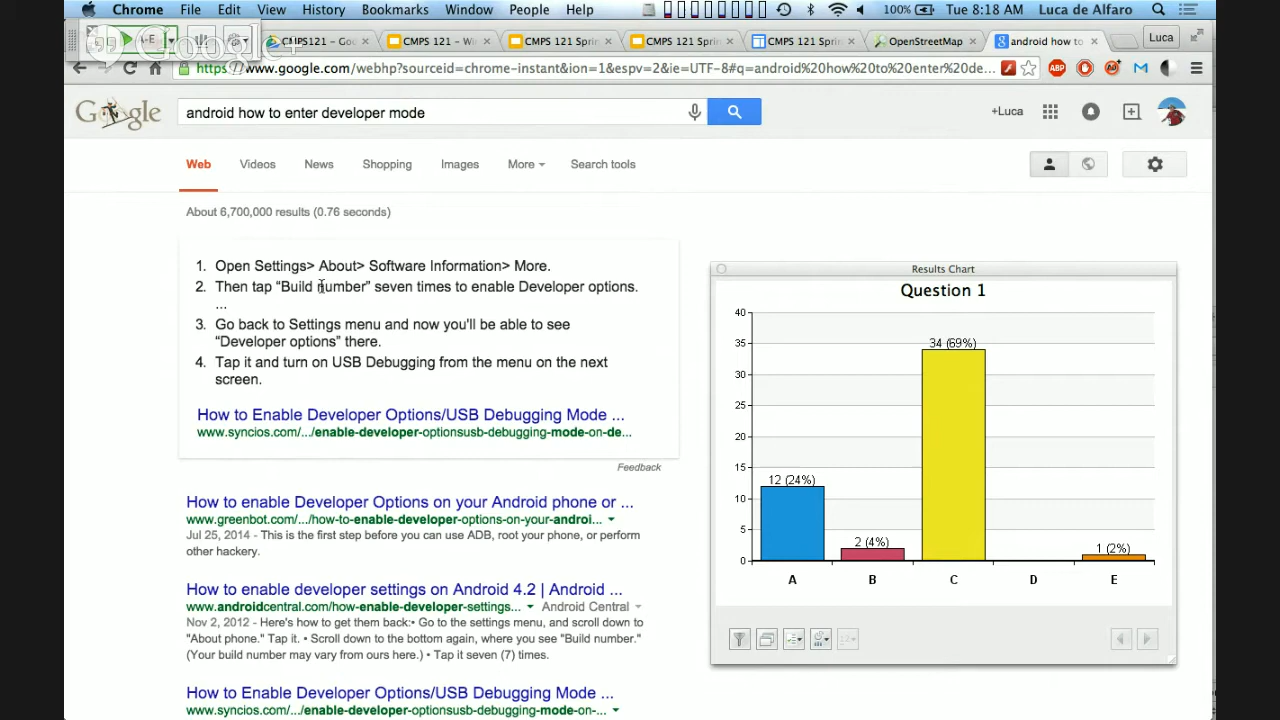 Chrome File Edit View History Bookmarks Window People Help 100% Tue 8:18 AM Luca de Alfaro
Google+
CMPS121 – Go
CMPS 121 – Wi
CMPS 121 Sprin
CMPS 121 Sprin
CMPS 121 Spri
OpenStreetMap
android how to
Luca
https://www.google.com/webhp?sourceid=chrome-instant&ion=1&espv=2&ie=UTF-8#q=android%20how%20to%20enter%20de...
ABP
Google
android how to enter developer mode
+Luca
Web Videos News Shopping Images More Search tools
About 6,700,000 results (0.76 seconds)
1. Open Settings> About> Software Information> More.
2. Then tap “Build number” seven times to enable Developer options.
...
3. Go back to Settings menu and now you'll be able to see
“Developer options” there.
4. Tap it and turn on USB Debugging from the menu on the next
screen.
How to Enable Developer Options/USB Debugging Mode ...
www.syncios.com/.../enable-developer-optionsusb-debugging-mode-on-de...
Feedback
How to enable Developer Options on your Android phone or ...
www.greenbot.com/.../how-to-enable-developer-options-on-your-androi...
Jul 25, 2014 - This is the first step before you can use ADB, root your phone, or perform
other hackery.
How to enable developer settings on Android 4.2 | Android ...
www.androidcentral.com/how-enable-developer-settings... Android Central
Nov 2, 2012 - Here's how to get them back:• Go to the settings menu, and scroll down to
"About phone." Tap it. • Scroll down to the bottom again, where you see "Build number."
(Your build number may vary from ours here.) • Tap it seven (7) times.
How to Enable Developer Options/USB Debugging Mode ...
www.syncios.com/.../enable-developer-optionsusb-debugging-mode-on-...
Results Chart
Question 1
40
35
30
25
20
15
10
5
0
12 (24%)
2 (4%)
34 (69%)
1 (2%)
A B C D E